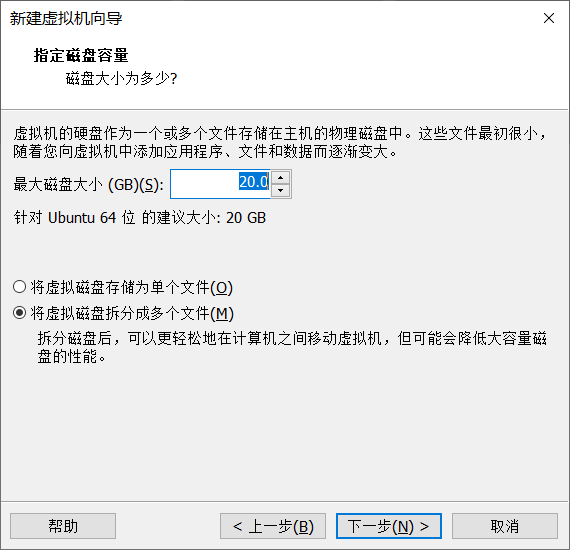 新建虚拟机向导
指定磁盘容量
磁盘大小为多少?
虚拟机的硬盘作为一个或多个文件存储在主机的物理磁盘中。这些文件最初很小，
随着您向虚拟机中添加应用程序、文件和数据而逐渐变大。
最大磁盘大小 (GB)(S): 20.0
针对 Ubuntu 64 位 的建议大小: 20 GB
将虚拟磁盘存储为单个文件(O)
将虚拟磁盘拆分成多个文件(M)
拆分磁盘后，可以更轻松地在计算机之间移动虚拟机，但可能会降低大容量磁
盘的性能。
帮助 < 上一步(B) 下一步(N) > 取消